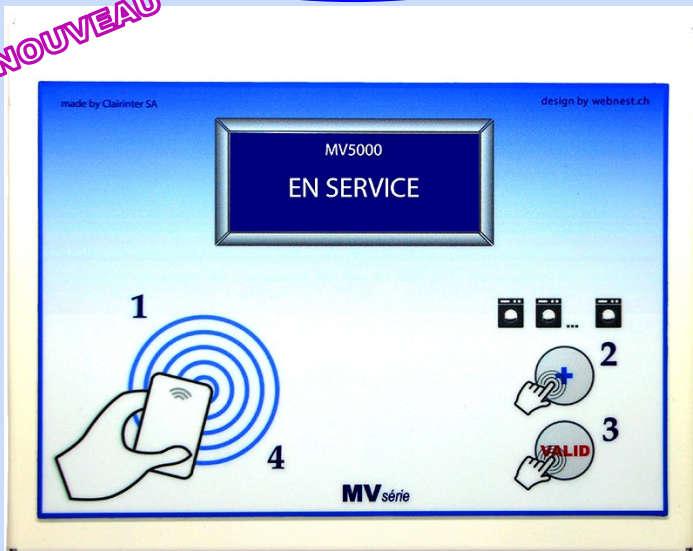 NOUVEAU
made by Clairinter SA
design by webnest.ch
MV5000
EN SERVICE
1
...
2
+
3
VALID
4
MV série